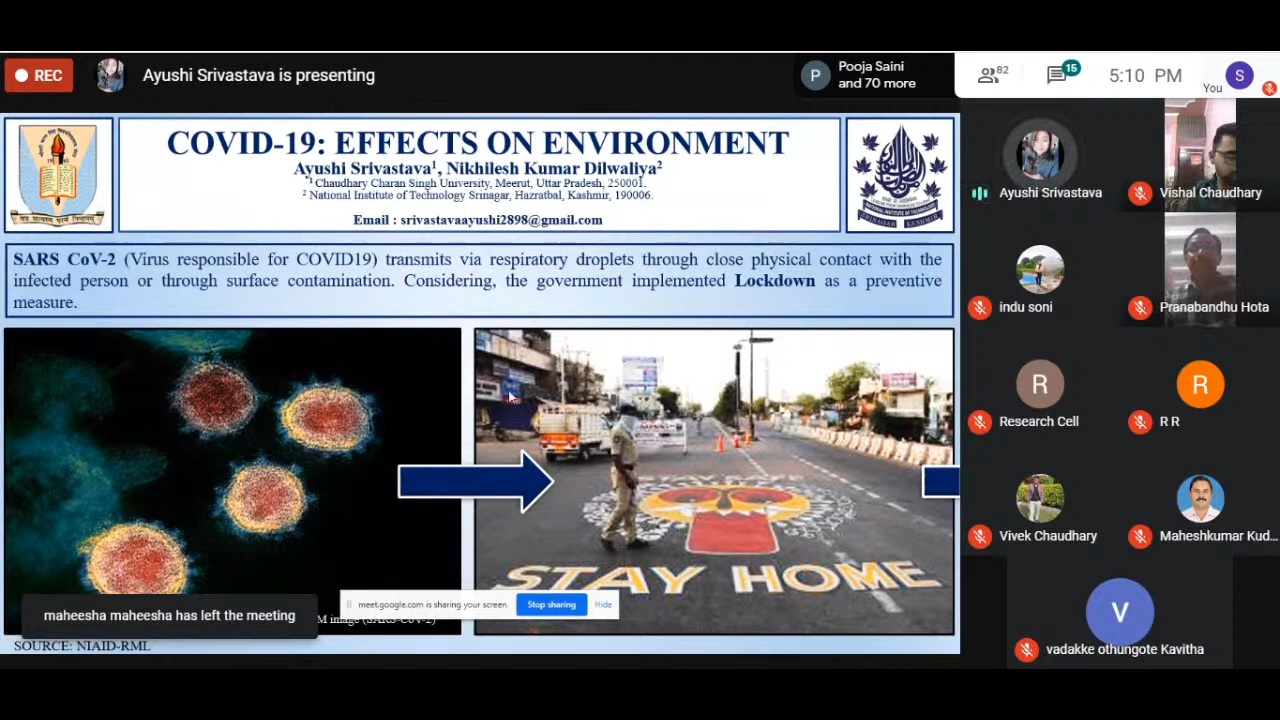 REC
Ayushi Srivastava is presenting
P
Pooja Saini
and 70 more
82
15
5:10 PM
You
S
COVID-19: EFFECTS ON ENVIRONMENT
Ayushi Srivastava1, Nikhilesh Kumar Dilwaliya2
1 Chaudhary Charan Singh University, Meerut, Uttar Pradesh, 250001.
2 National Institute of Technology Srinagar, Hazratbal, Kashmir, 190006.
Email : srivastavaayushi2898@gmail.com
SARS CoV-2 (Virus responsible for COVID19) transmits via respiratory droplets through close physical contact with the
infected person or through surface contamination. Considering, the government implemented Lockdown as a preventive
measure.
STAY HOME
meet.google.com is sharing your screen.
Stop sharing
Hide
maheesha maheesha has left the meeting
M image (SARS-CoV-2)
SOURCE: NIAID-RML
Ayushi Srivastava
Vishal Chaudhary
indu soni
Pranabandhu Hota
R
R
Research Cell
R R
Vivek Chaudhary
Maheshkumar Kud...
V
vadakke othungote Kavitha